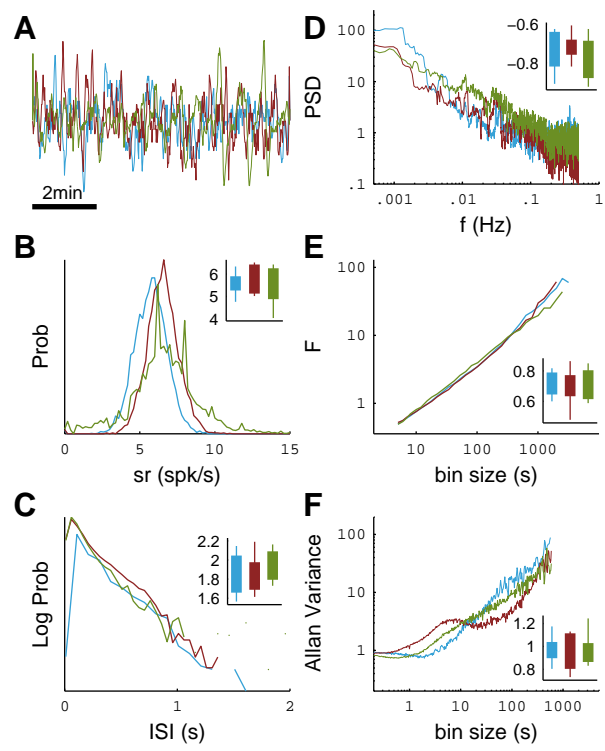 A
2min
D
PSD
100
10
1
.1
.001
.01
0.1
1
f (Hz)
−0.6
−0.8
B
Prob
0
5
10
15
sr (spk/s)
6
5
4
E
F
100
10
1
10
100
1000
bin size (s)
0.8
0.6
C
Log Prob
0
1
2
ISI (s)
2.2
2
1.8
1.6
F
Allan Variance
100
10
1
.1
1
10
100
1000
bin size (s)
1.2
1
0.8